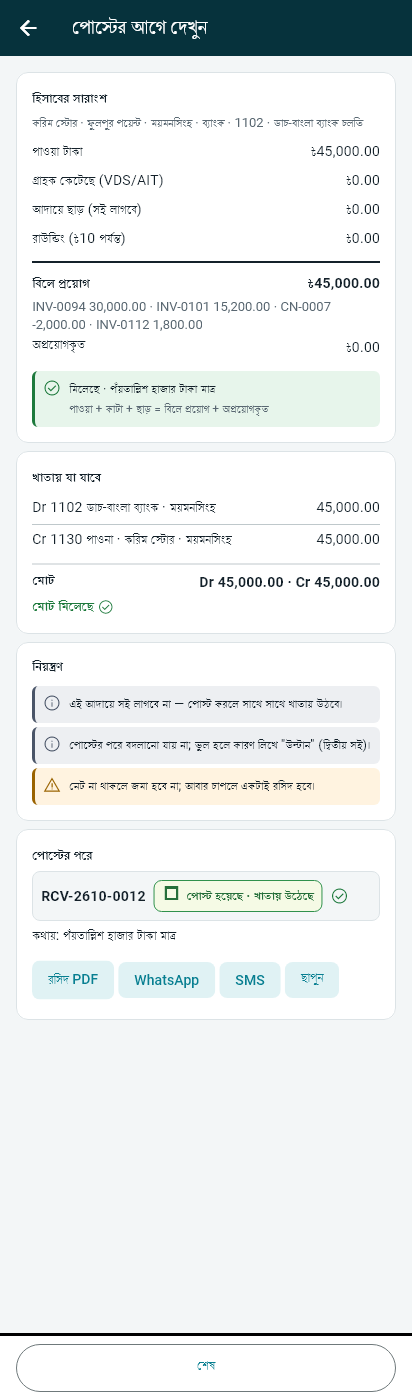 পোস্টের আগে দেখুন
হিসাবের সারাংশ
করিম স্টোর · ফুলপুর পয়েন্ট · ময়মনসিংহ · ব্যাংক · 1102 · ডাচ-বাংলা ব্যাংক চলতি
পাওয়া টাকা ৳45,000.00
গ্রাহক কেটেছে (VDS/AIT) ৳0.00
আদায়ে ছাড় (সই লাগবে) ৳0.00
রাউন্ডিং (৳10 পর্যন্ত) ৳0.00
বিলে প্রয়োগ ৳45,000.00
INV-0094 30,000.00 · INV-0101 15,200.00 · CN-0007
-2,000.00 · INV-0112 1,800.00
অপ্রয়োগকৃত ৳0.00
মিলেছে · পঁয়তাল্লিশ হাজার টাকা মাত্র
পাওয়া + কাটা + ছাড় = বিলে প্রয়োগ + অপ্রয়োগকৃত
খাতায় যা যাবে
Dr 1102 ডাচ-বাংলা ব্যাংক · ময়মনসিংহ 45,000.00
Cr 1130 পাওনা · করিম স্টোর · ময়মনসিংহ 45,000.00
মোট Dr 45,000.00 · Cr 45,000.00
মোট মিলেছে
নিয়ন্ত্রণ
এই আদায়ে সই লাগবে না — পোস্ট করলে সাথে সাথে খাতায় উঠবে।
পোস্টের পরে বদলানো যায় না; ভুল হলে কারণ লিখে "উল্টান" (দ্বিতীয় সই)।
নেট না থাকলে জমা হবে না; আবার চাপলে একটাই রসিদ হবে।
পোস্টের পরে
RCV-2610-0012 পোস্ট হয়েছে · খাতায় উঠেছে
কথায়: পঁয়তাল্লিশ হাজার টাকা মাত্র
রসিদ PDF WhatsApp SMS ছাপুন
শেষ